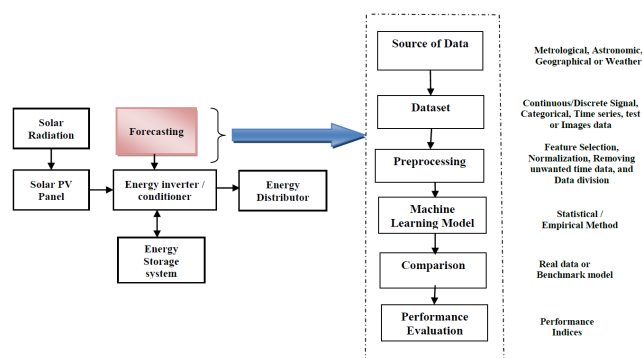 Solar
Radiation
Forecasting
Solar PV
Panel
Energy inverter /
conditioner
Energy
Distributor
Energy
Storage
system
Source of Data
Metrological, Astronomic,
Geographical or Weather
Dataset
Continuous/Discrete Signal,
Categorical, Time series, test
or Images data
Preprocessing
Feature Selection,
Normalization, Removing
unwanted time data, and
Data division
Machine
Learning Model
Statistical /
Empirical Method
Comparison
Real data or
Benchmark model
Performance
Evaluation
Performance
Indices